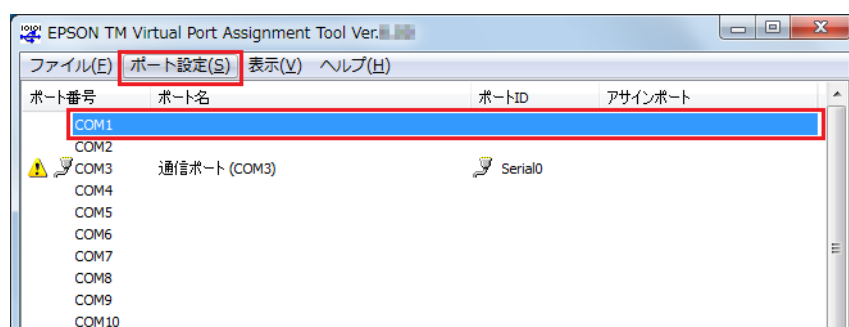 EPSON TM Virtual Port Assignment Tool Ver.
ファイル(F) ポート設定(S) 表示(V) ヘルプ(H)
ポート番号 ポート名 ポートID アサインポート
COM1
COM2
COM3 通信ポート (COM3) Serial0
COM4
COM5
COM6
COM7
COM8
COM9
COM10